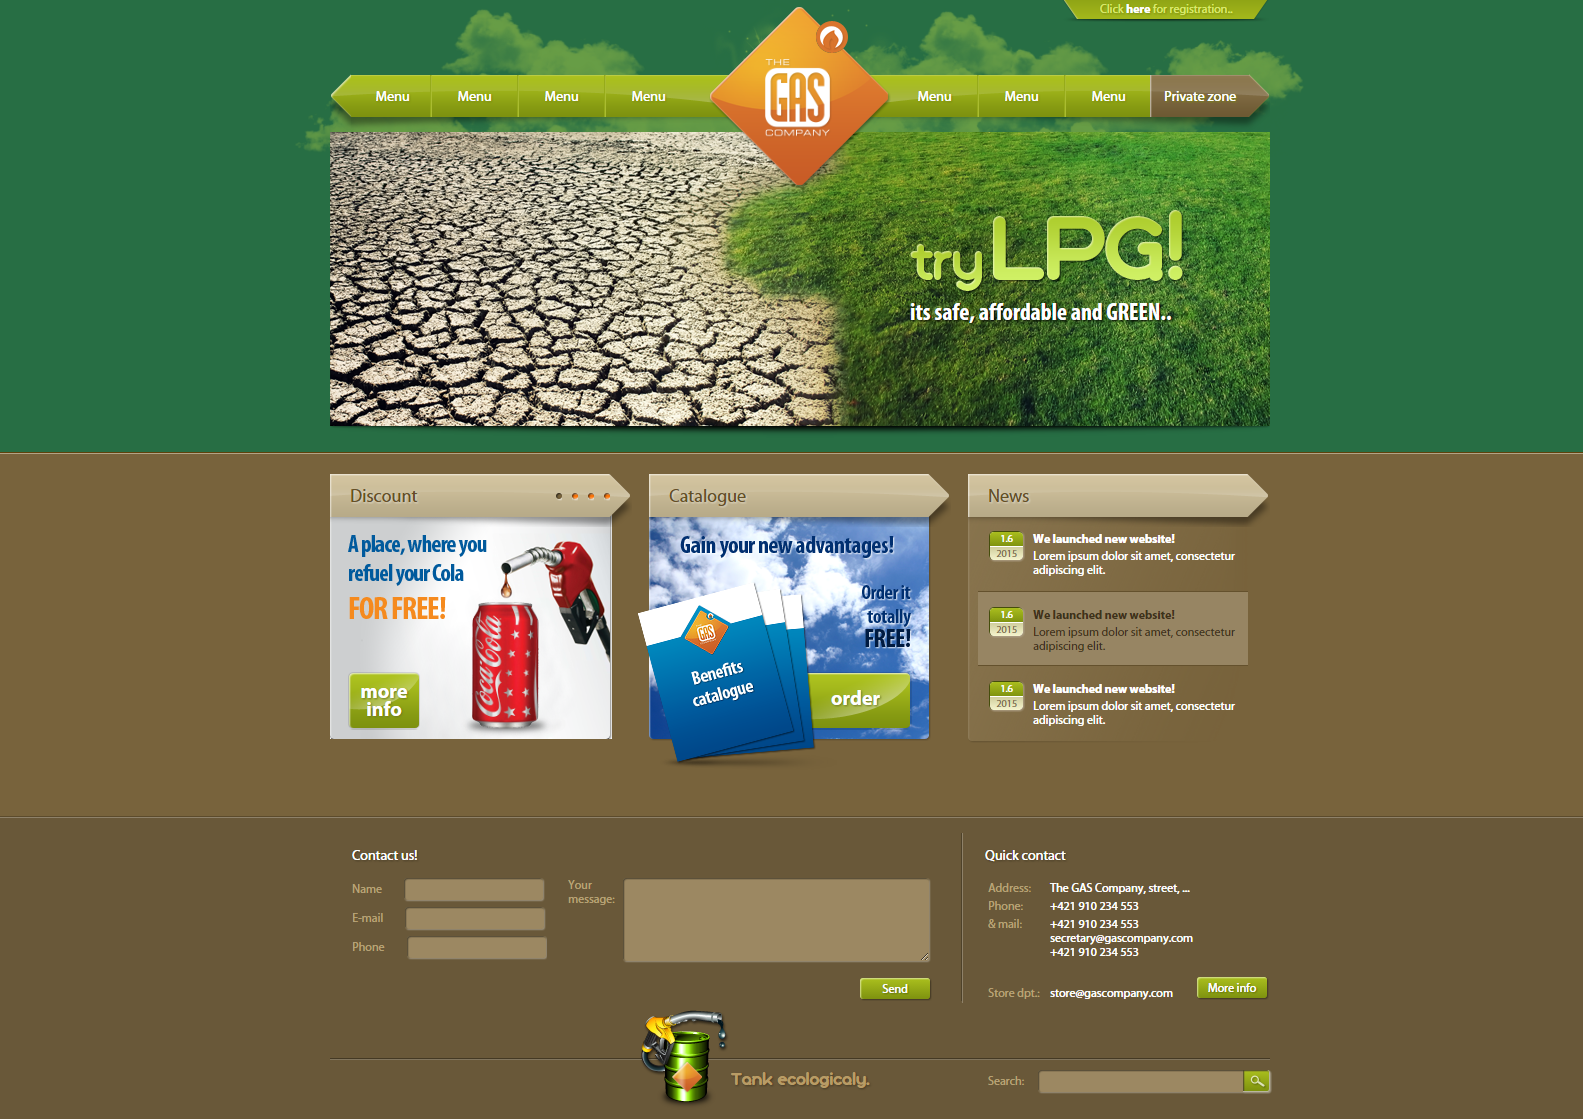 Click here for registration..
Menu
Menu
Menu
Menu
THE
GAS
COMPANY
Menu
Menu
Menu
Private zone
try LPG!
its safe, affordable and GREEN..
Discount
A place, where you
refuel your Cola
FOR FREE!
more
info
Coca-Cola
Catalogue
Gain your new advantages!
Order it
totally
FREE!
GAS
Benefits
catalogue
order
News
1.6
2015
We launched new website!
Lorem ipsum dolor sit amet, consectetur
adipiscing elit.
1.6
2015
We launched new website!
Lorem ipsum dolor sit amet, consectetur
adipiscing elit.
1.6
2015
We launched new website!
Lorem ipsum dolor sit amet, consectetur
adipiscing elit.
Contact us!
Name
E-mail
Phone
Your
message:
Send
Quick contact
Address: The GAS Company, street, ...
Phone: +421 910 234 553
& mail: +421 910 234 553
secretary@gascompany.com
+421 910 234 553
Store dpt.: store@gascompany.com
More info
Tank ecologicaly.
Search: